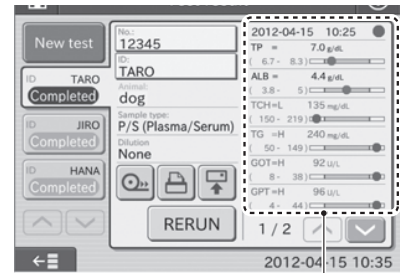 New test
ID TARO
Completed
ID JIRO
Completed
ID HANA
Completed
No.:
12345
ID:
TARO
Animal:
dog
Sample type:
P/S (Plasma/Serum)
Dilution
None
RERUN
2012-04-15 10:25
TP = 7.0 g/dL
( 6.7 - 8.3)
ALB = 4.4 g/dL
( 3.8 - 5)
TCH=L 135 mg/dL
( 150 - 219)
TG =H 240 mg/dL
( 50 - 149)
GOT=H 92 U/L
( 8 - 38)
GPT=H 96 U/L
( 4 - 44)
1 / 2
2012-04-15 10:35